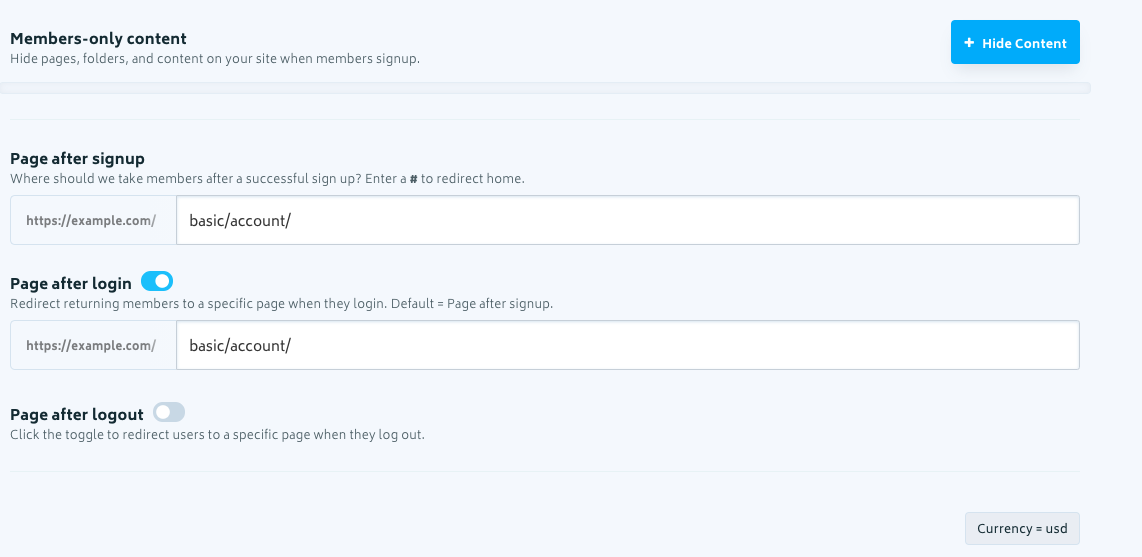 Members-only content
Hide pages, folders, and content on your site when members signup.
+ Hide Content
Page after signup
Where should we take members after a successful sign up? Enter a # to redirect home.
https://example.com/ basic/account/
Page after login
Redirect returning members to a specific page when they login. Default = Page after signup.
https://example.com/ basic/account/
Page after logout
Click the toggle to redirect users to a specific page when they log out.
Currency = usd